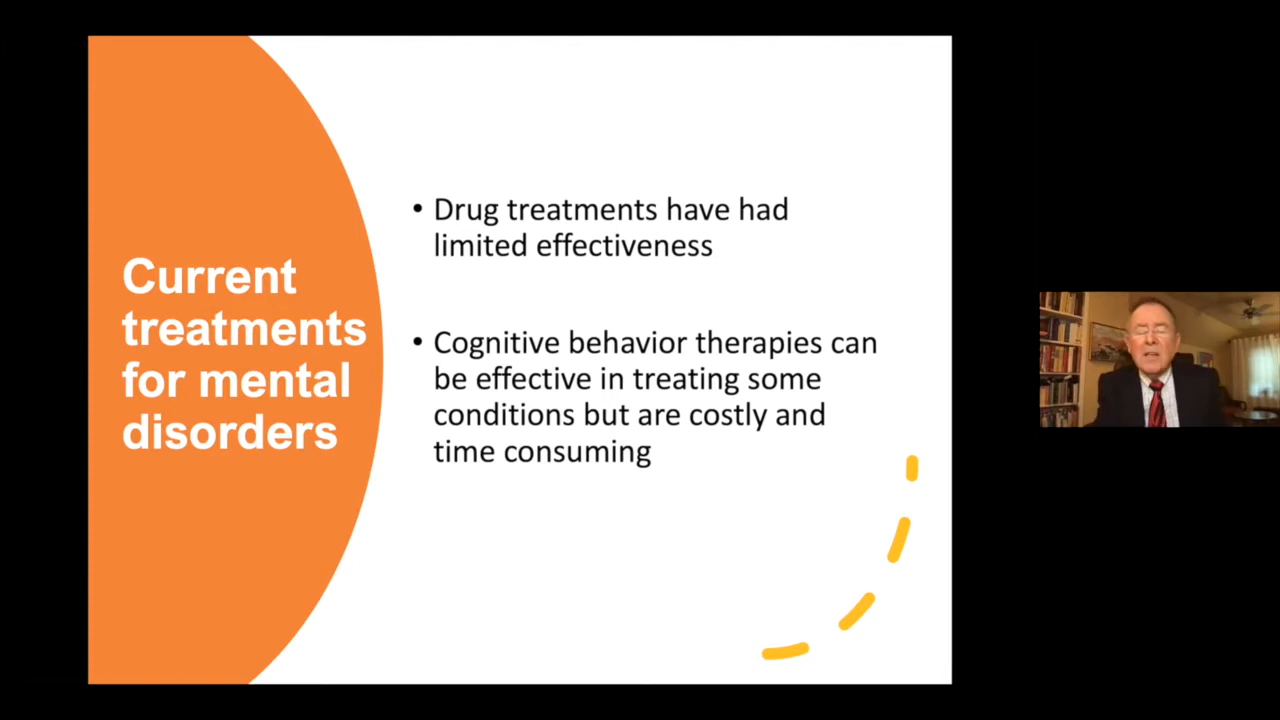 Current
treatments
for mental
disorders
• Drug treatments have had
limited effectiveness
• Cognitive behavior therapies can
be effective in treating some
conditions but are costly and
time consuming